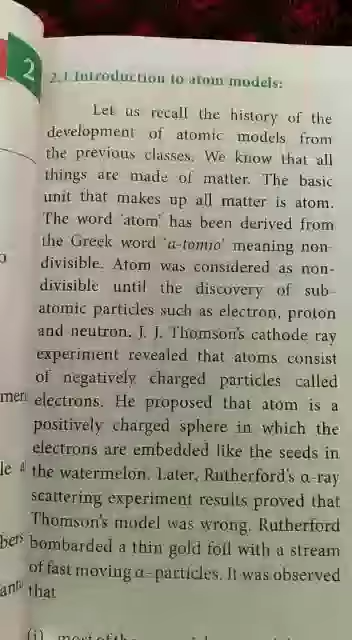 2
2.1 Introduction to atom models:
Let us recall the history of the
development of atomic models from
the previous classes. We know that all
things are made of matter. The basic
unit that makes up all matter is atom.
The word 'atom' has been derived from
the Greek word 'a-tomio' meaning non-
divisible. Atom was considered as non-
divisible until the discovery of sub-
atomic particles such as electron, proton
and neutron. J. J. Thomson's cathode ray
experiment revealed that atoms consist
of negatively charged particles called
electrons. He proposed that atom is a
positively charged sphere in which the
electrons are embedded like the seeds in
the watermelon. Later, Rutherford's α-ray
scattering experiment results proved that
Thomson's model was wrong. Rutherford
bombarded a thin gold foil with a stream
of fast moving α-particles. It was observed
that
(i) most of the